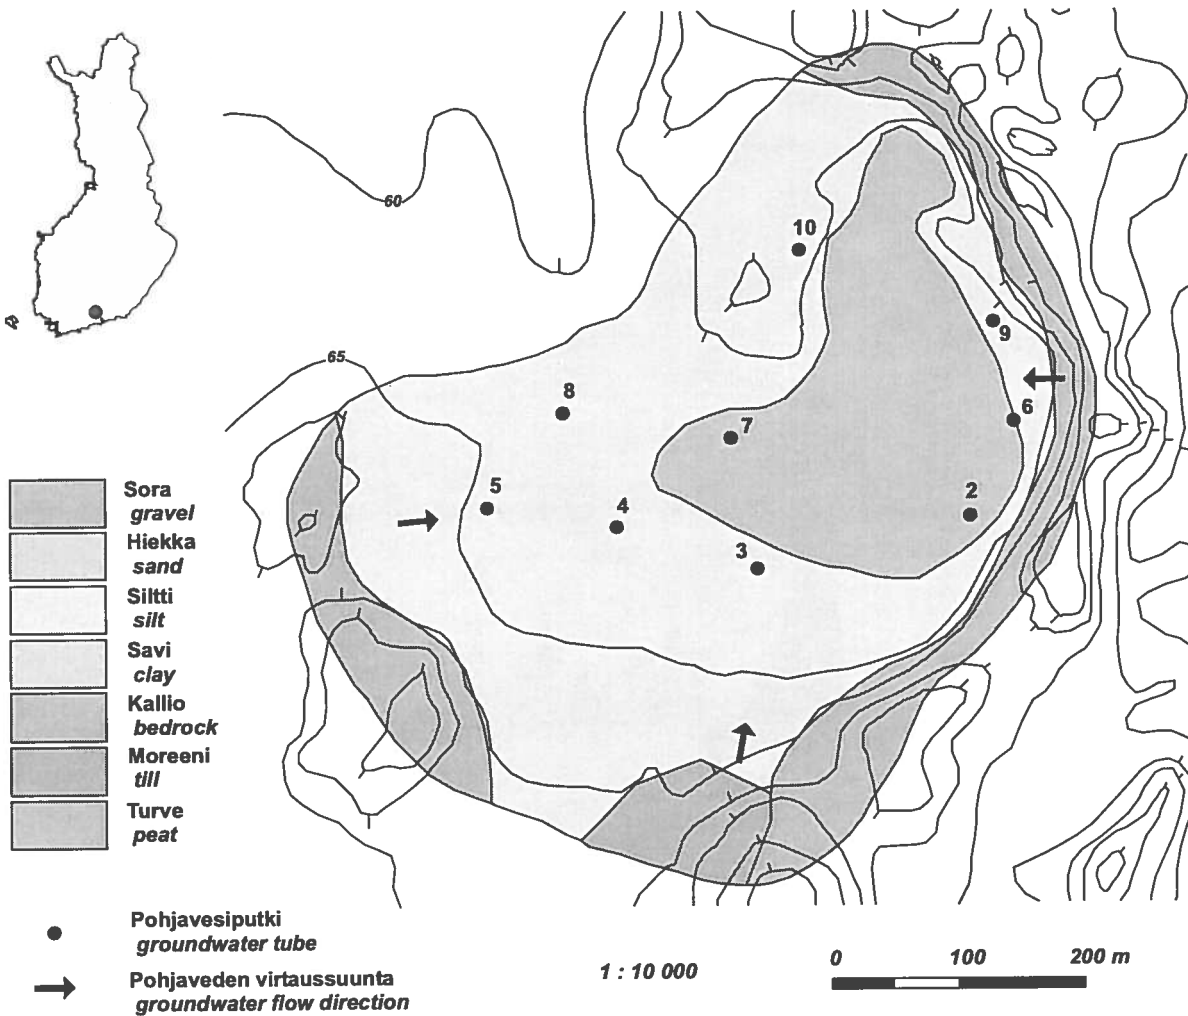 60
10
9
65
8
6
7
Sora
gravel
5
2
4
Hiekka
sand
3
Siltti
silt
Savi
clay
Kallio
bedrock
Moreeni
till
Turve
peat
Pohjavesiputki
groundwater tube
Pohjaveden virtaussuunta
groundwater flow direction
1 : 10 000
0 100 200 m